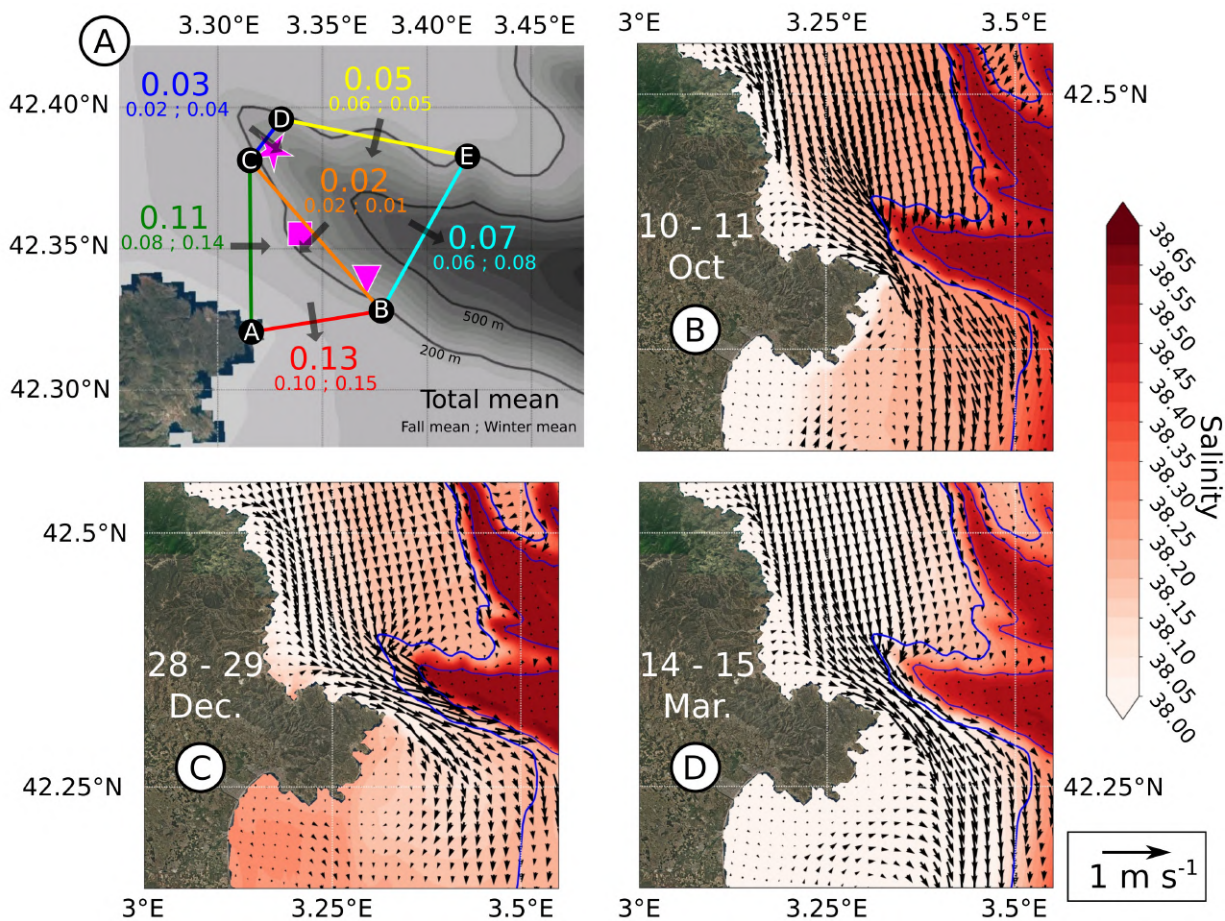 A
3.30°E 3.35°E 3.40°E 3.45°E
42.40°N
42.35°N
42.30°N
0.03
0.02 ; 0.04
0.05
0.06 ; 0.05
D
C
E
0.02
0.02 ; 0.01
0.11
0.08 ; 0.14
0.07
0.06 ; 0.08
B
A
0.13
0.10 ; 0.15
500 m
200 m
Total mean
Fall mean ; Winter mean
3°E 3.25°E 3.5°E
42.5°N
10 - 11
Oct
B
38.65
38.55
38.50
38.45
38.40
38.35
38.30
38.25
38.20
38.15
38.10
38.05
38.00
Salinity
42.5°N
28 - 29
Dec.
C
42.25°N
3°E 3.25°E 3.5°E
14 - 15
Mar.
D
42.25°N
3°E 3.25°E 3.5°E
1 m s⁻¹